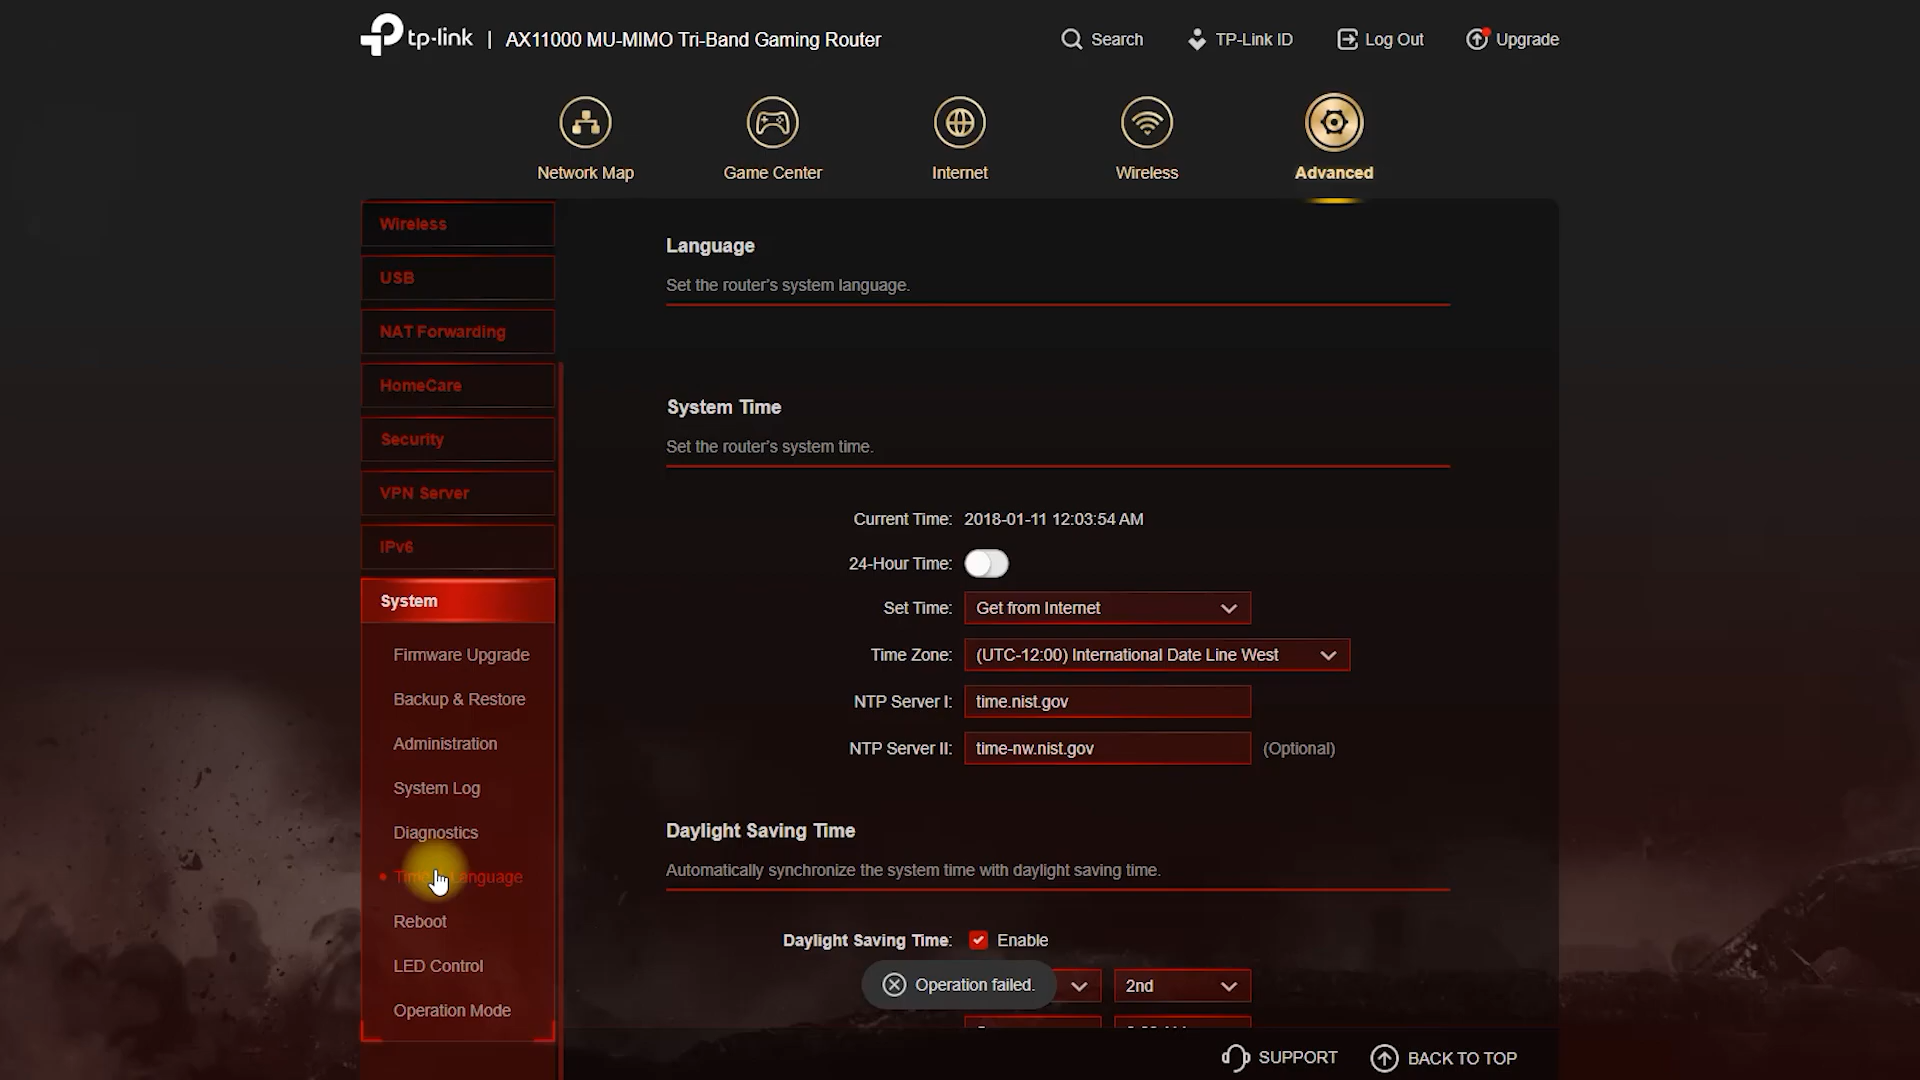 tp-link | AX11000 MU-MIMO Tri-Band Gaming Router
Search
TP-Link ID
Log Out
Upgrade
Network Map
Game Center
Internet
Wireless
Advanced
Wireless
USB
NAT Forwarding
HomeCare
Security
VPN Server
IPv6
System
Firmware Upgrade
Backup & Restore
Administration
System Log
Diagnostics
Language
Reboot
LED Control
Operation Mode
Language
Set the router's system language.
System Time
Set the router's system time.
Current Time: 2018-01-11 12:03:54 AM
24-Hour Time:
Set Time: Get from Internet
Time Zone: (UTC-12:00) International Date Line West
NTP Server I: time.nist.gov
NTP Server II: time-nw.nist.gov (Optional)
Daylight Saving Time
Automatically synchronize the system time with daylight saving time.
Daylight Saving Time: Enable
Operation failed.
2nd
SUPPORT
BACK TO TOP